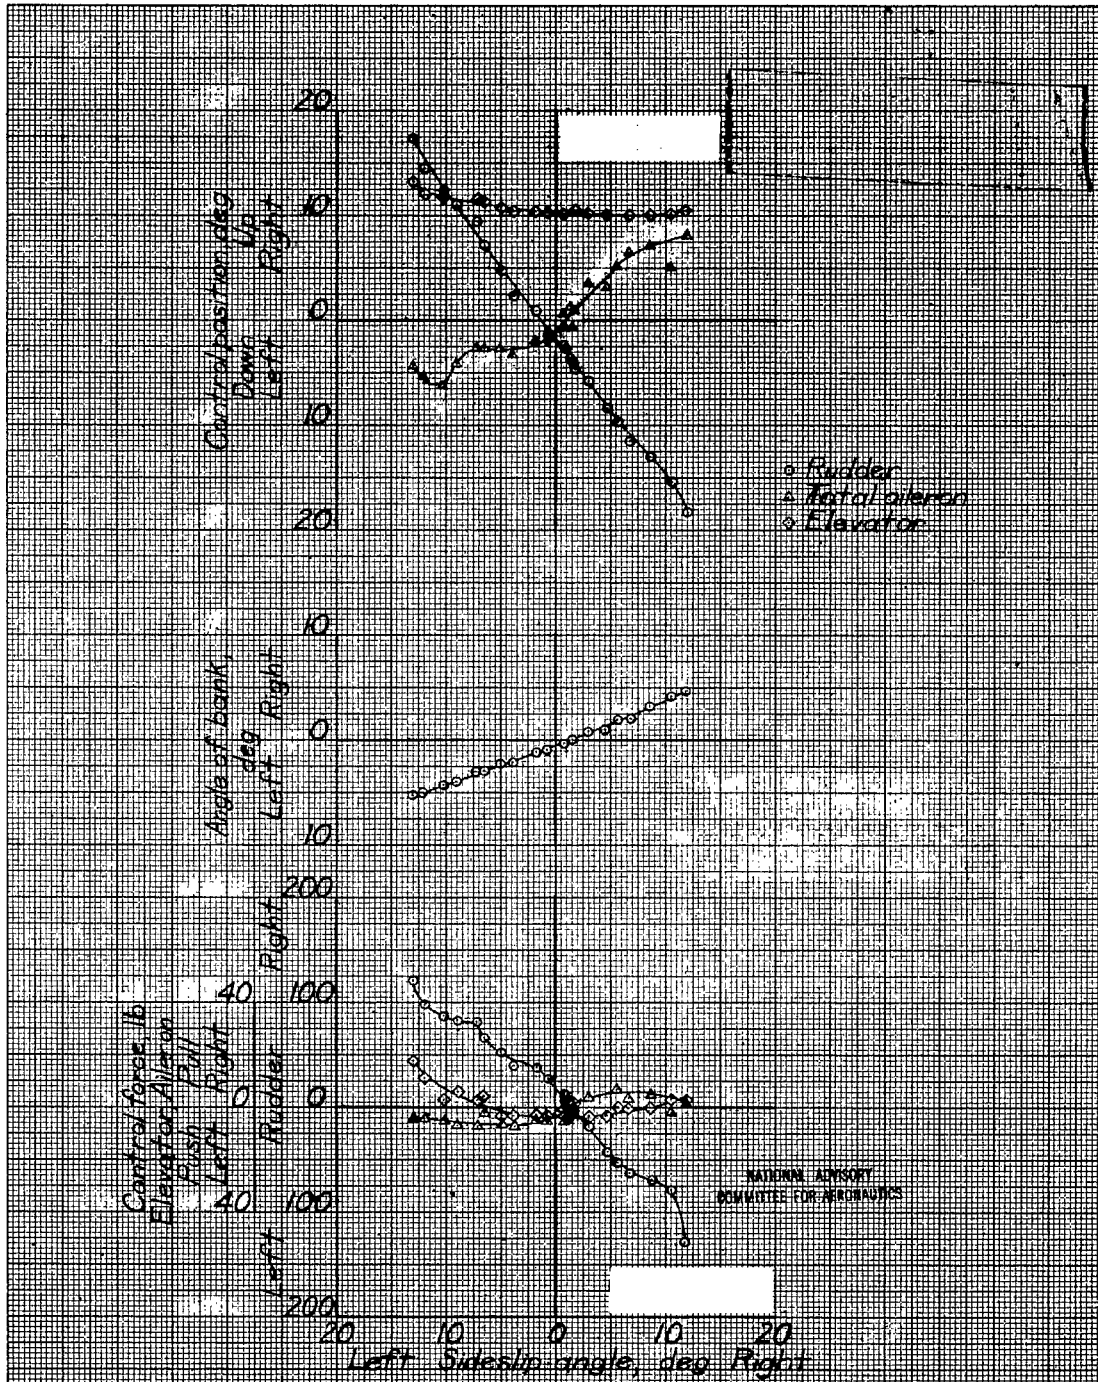 20
10
0
10
20
Control position, deg
Down Up
Left Right
Rudder
Total aileron
Elevator
10
0
10
Angle of bank,
deg
Left Right
200
100
0
100
200
40
0
40
Control force, lb
Elevator, Aileron
Push Pull
Left Right
Rudder
Left Right
NATIONAL ADVISORY
COMMITTEE FOR AERONAUTICS
20 10 0 10 20
Left Sideslip angle, deg Right